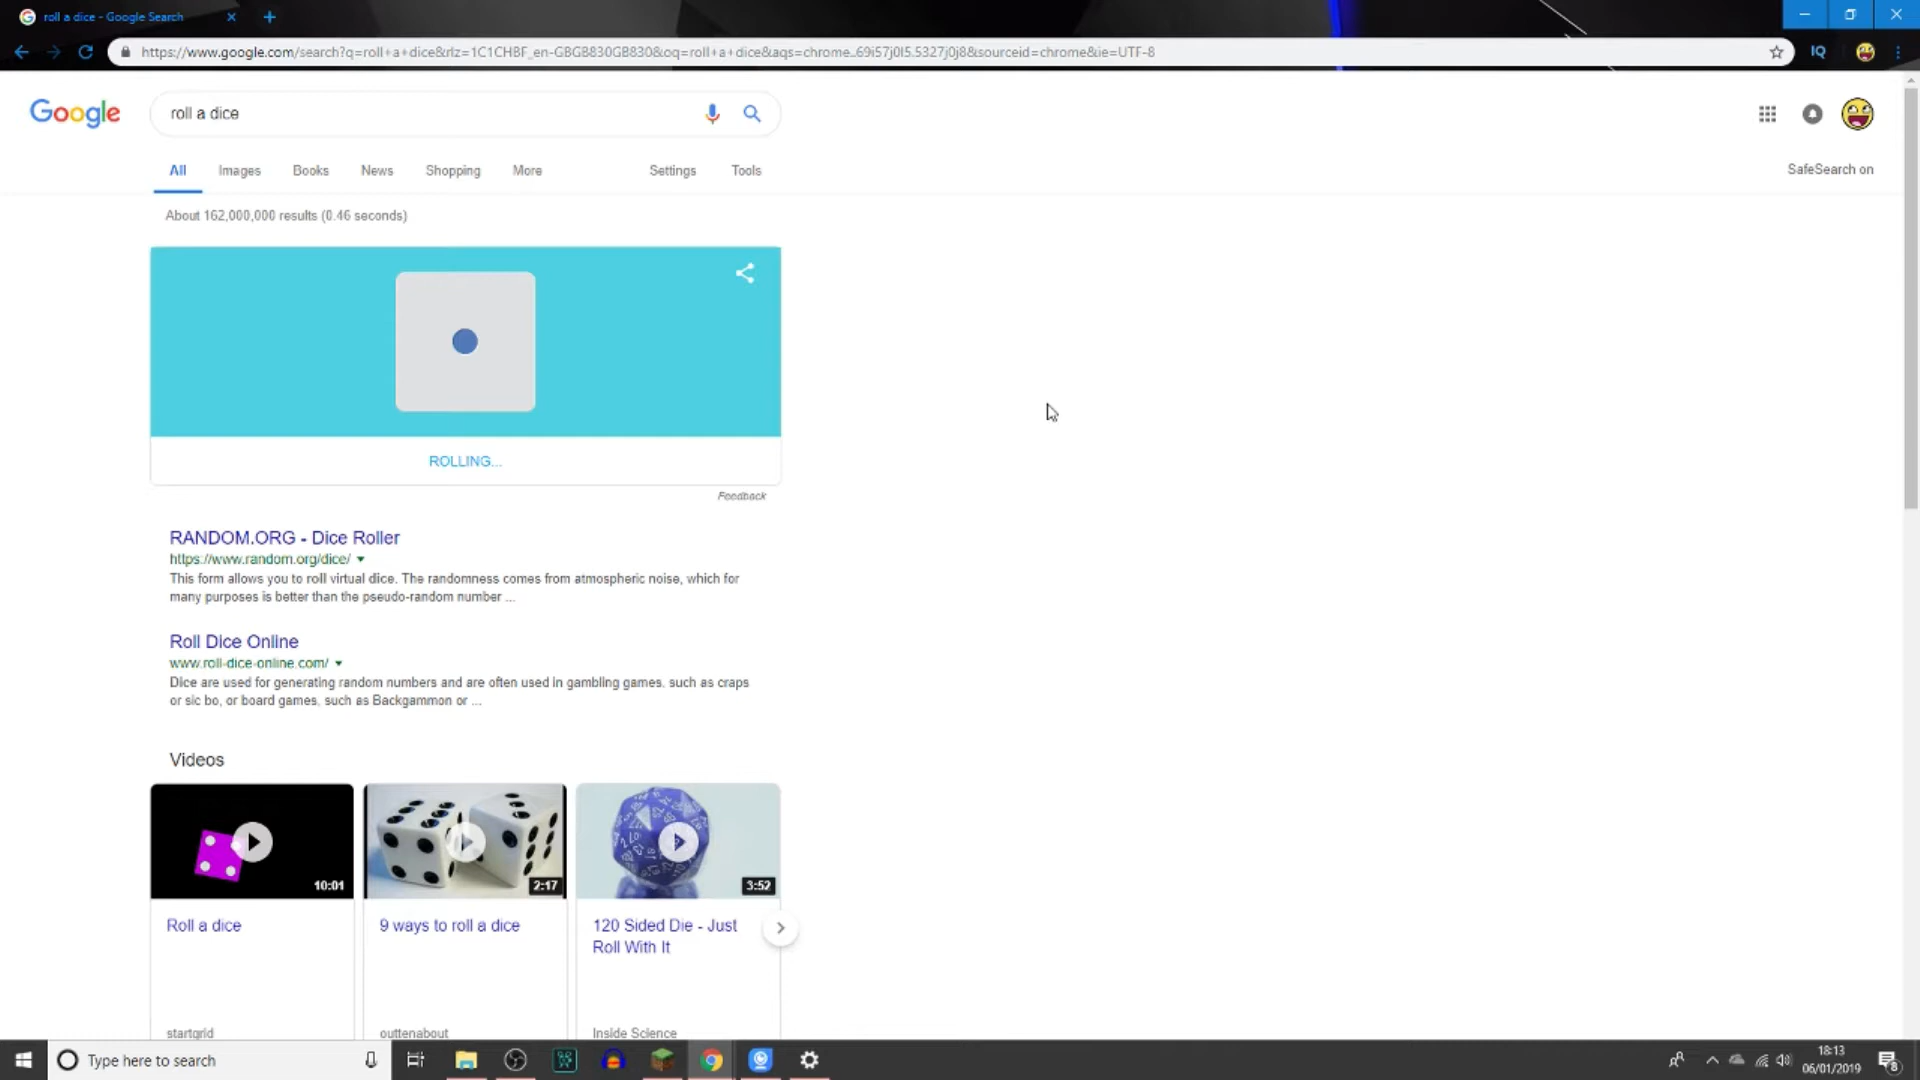 roll a dice - Google Search
https://www.google.com/search?q=roll+a+dice&rlz=1C1CHBF_en-GBGB830GB830&oq=roll+a+dice&aqs=chrome..69i57j0l5.5327j0j8&sourceid=chrome&ie=UTF-8
IQ
Google
roll a dice
All Images Books News Shopping More Settings Tools
SafeSearch on
About 162,000,000 results (0.46 seconds)
ROLLING...
Feedback
RANDOM.ORG - Dice Roller
https://www.random.org/dice/
This form allows you to roll virtual dice. The randomness comes from atmospheric noise, which for
many purposes is better than the pseudo-random number ...
Roll Dice Online
www.roll-dice-online.com/
Dice are used for generating random numbers and are often used in gambling games, such as craps
or sic bo, or board games, such as Backgammon or ...
Videos
10:01
2:17
3:52
Roll a dice
9 ways to roll a dice
120 Sided Die - Just
Roll With It
startgrid
outtenabout
Inside Science
Type here to search
18:13
06/01/2019
8